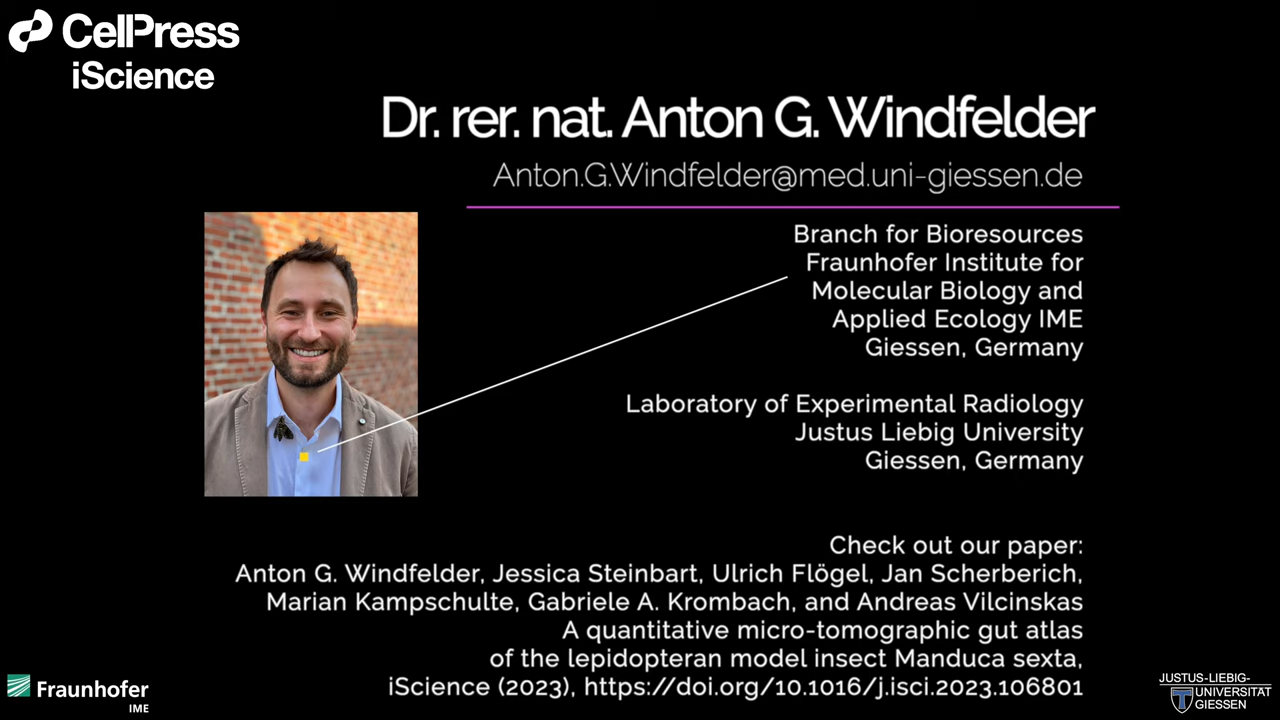 CellPress
iScience
Dr. rer. nat. Anton G. Windfelder
Anton.G.Windfelder@med.uni-giessen.de
Branch for Bioresources
Fraunhofer Institute for
Molecular Biology and
Applied Ecology IME
Giessen, Germany
Laboratory of Experimental Radiology
Justus Liebig University
Giessen, Germany
Check out our paper:
Anton G. Windfelder, Jessica Steinbart, Ulrich Flögel, Jan Scherberich,
Marian Kampschulte, Gabriele A. Krombach, and Andreas Vilcinskas
A quantitative micro-tomographic gut atlas
of the lepidopteran model insect Manduca sexta,
iScience (2023), https://doi.org/10.1016/j.isci.2023.106801
Fraunhofer
IME
JUSTUS-LIEBIG-
UNIVERSITÄT
GIESSEN